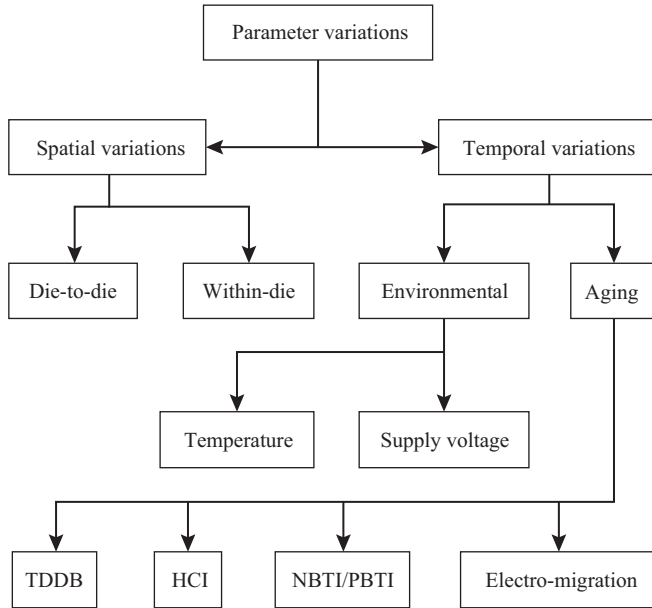 Parameter variations
Spatial variations
Temporal variations
Die-to-die
Within-die
Environmental
Aging
Temperature
Supply voltage
TDDB
HCI
NBTI/PBTI
Electro-migration